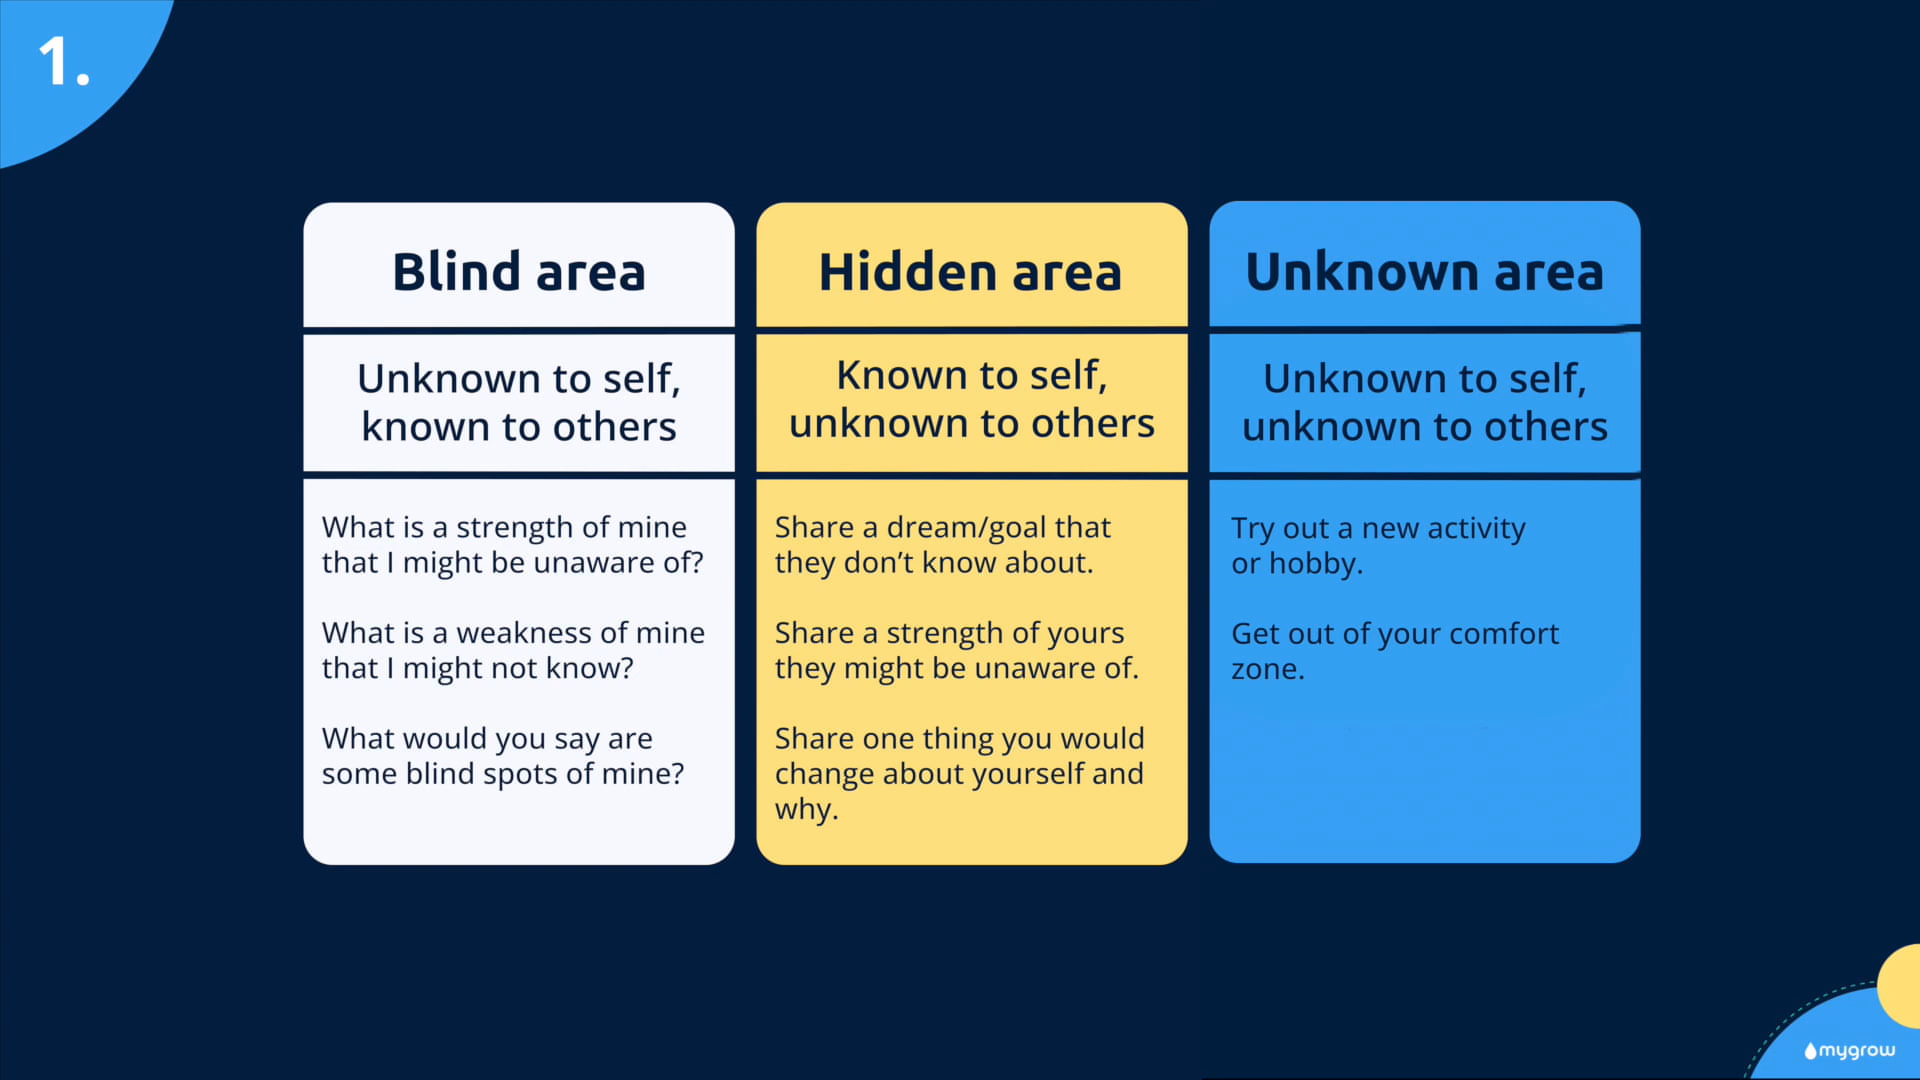 1.
Blind area
Unknown to self,
known to others
What is a strength of mine
that I might be unaware of?
What is a weakness of mine
that I might not know?
What would you say are
some blind spots of mine?
Hidden area
Known to self,
unknown to others
Share a dream/goal that
they don’t know about.
Share a strength of yours
they might be unaware of.
Share one thing you would
change about yourself and
why.
Unknown area
Unknown to self,
unknown to others
Try out a new activity
or hobby.
Get out of your comfort
zone.
mygrow